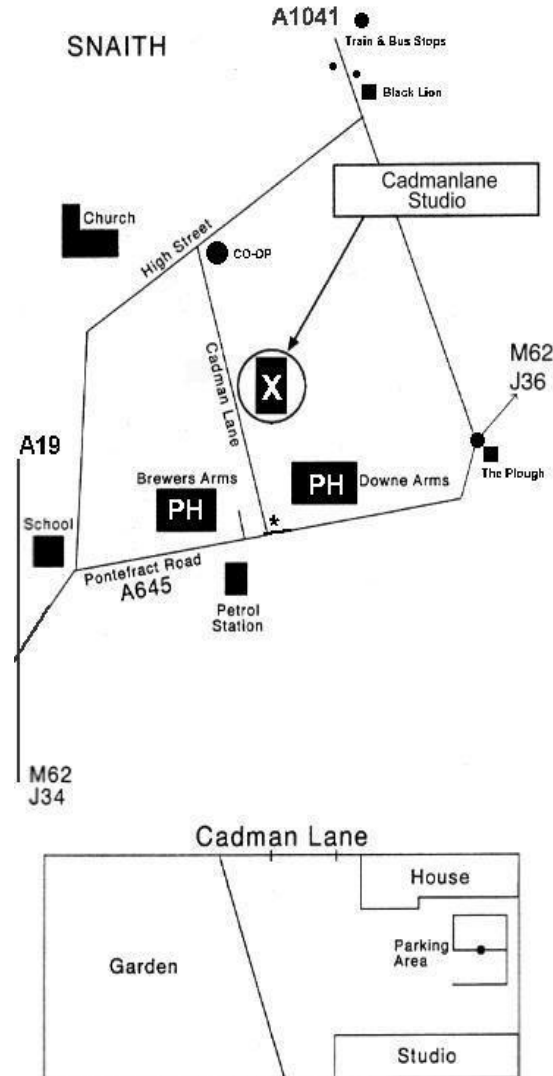 A1041
SNAITH
Train & Bus Stops
Black Lion
Cadmanlane
Studio
Church
High Street
CO-OP
Cadman Lane
X
M62
J36
A19
Brewers Arms
PH
PH
Downe Arms
The Plough
School
*
Pontefract Road
A645
Petrol
Station
M62
J34
Cadman Lane
House
Parking
Area
Garden
Studio